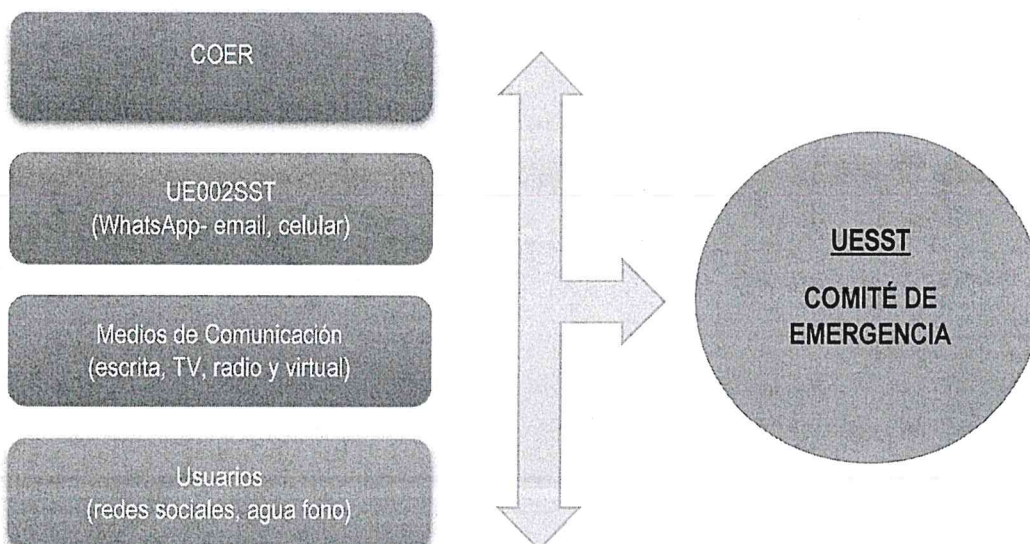 COER
UE002SST
(WhatsApp- email, celular)
Medios de Comunicación
(escrita, TV, radio y virtual)
Usuarios
(redes sociales, agua fono)
UESST
COMITÉ DE
EMERGENCIA